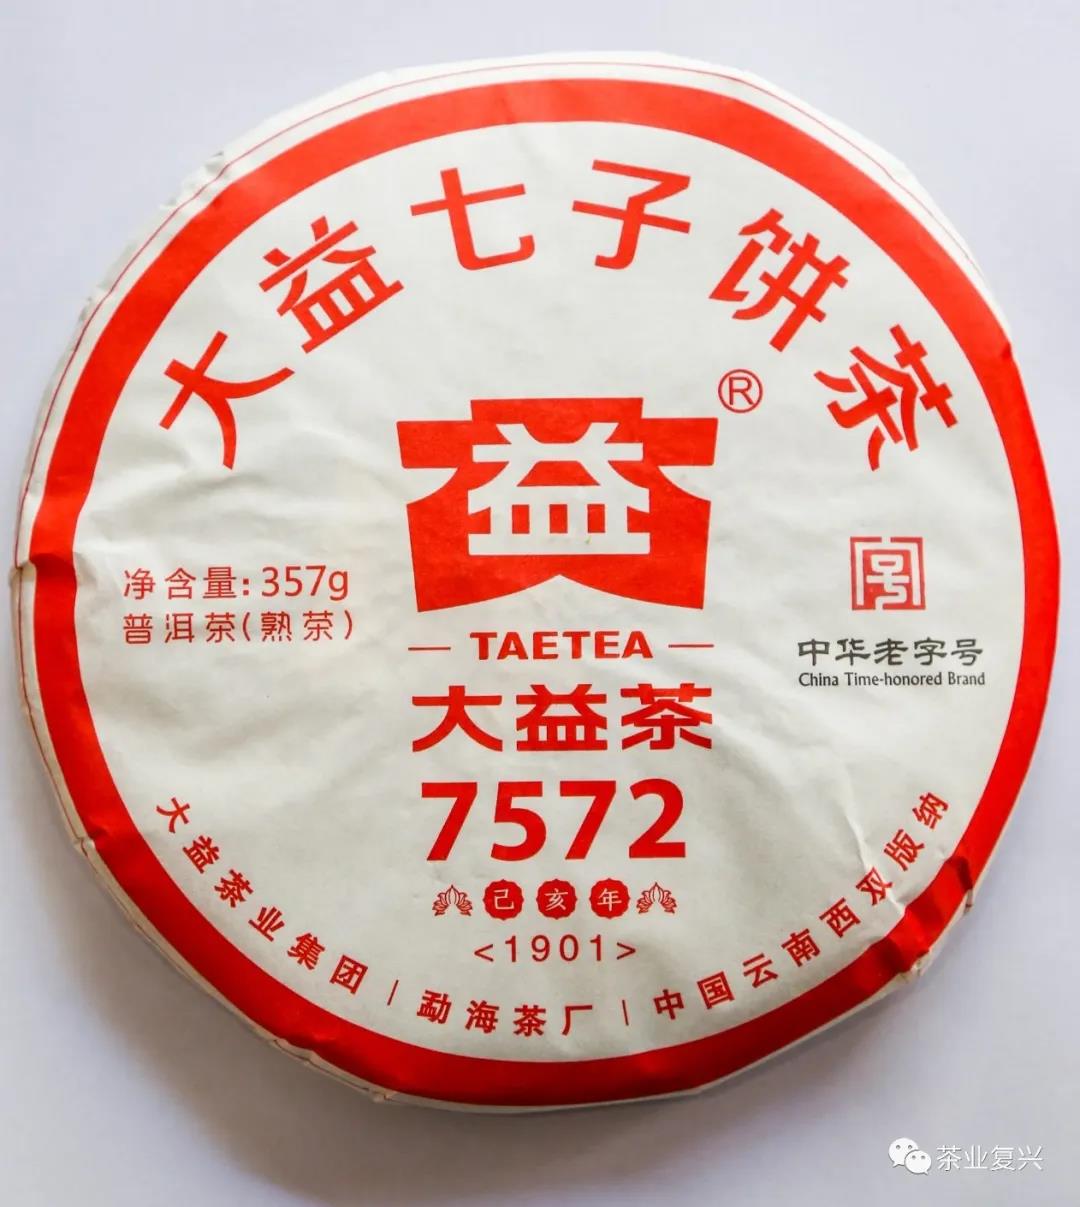 大益七子饼茶
益
®
净含量:357g
普洱茶(熟茶)
号
中华老字号
China Time-honored Brand
TAETEA
大益茶
7572
己亥年
<1901>
大益茶业集团|勐海茶厂|中国云南西双版纳
茶业复兴